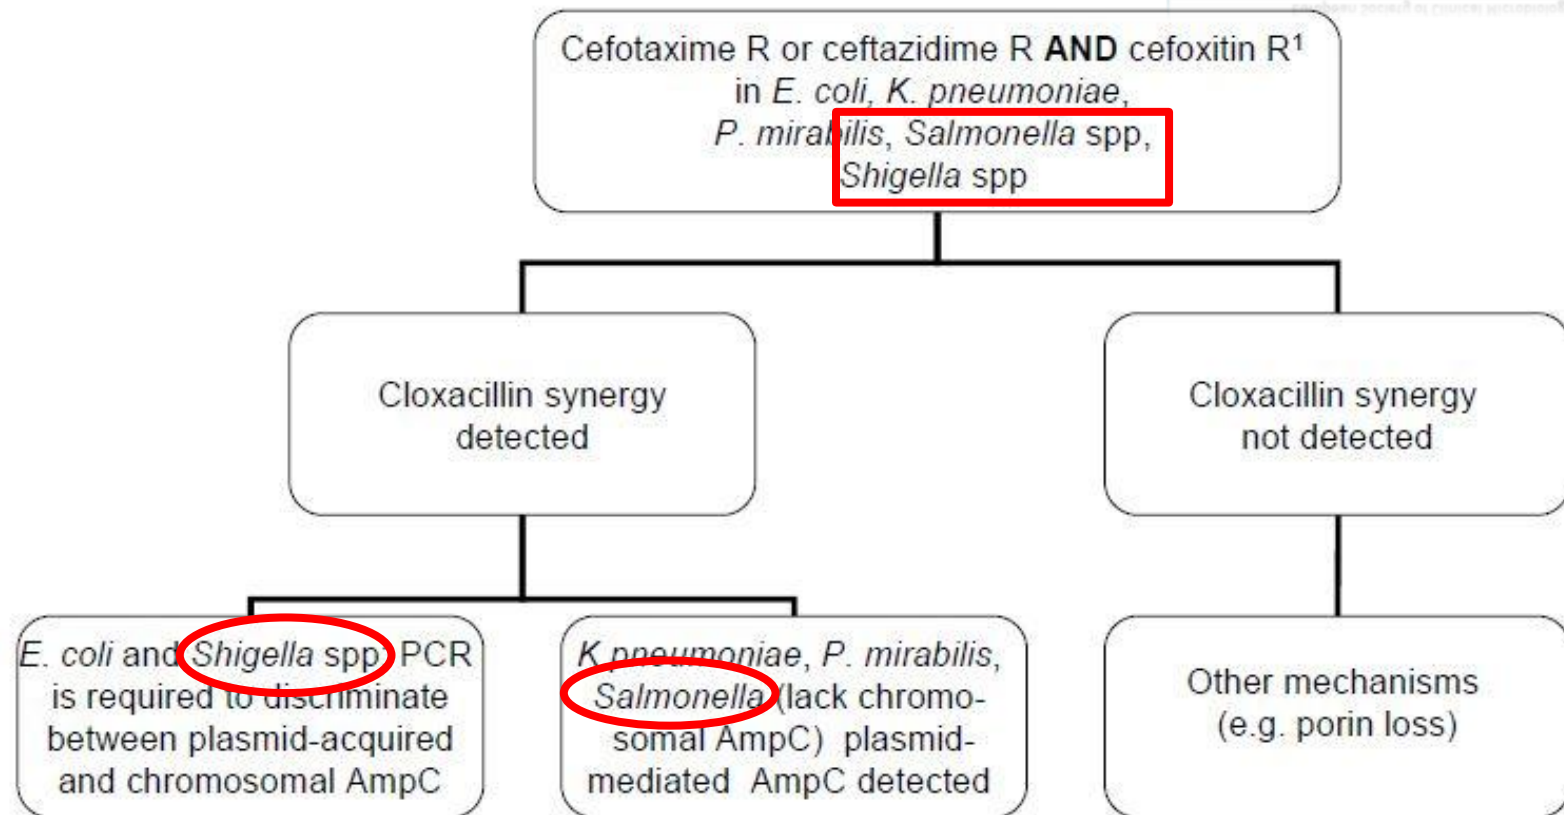 Cefotaxime R or ceftazidime R AND cefoxitin R¹
in E. coli, K. pneumoniae,
P. mirabilis, Salmonella spp,
Shigella spp
Cloxacillin synergy
detected
Cloxacillin synergy
not detected
E. coli and Shigella spp PCR
is required to discriminate
between plasmid-acquired
and chromosomal AmpC
K pneumoniae, P. mirabilis,
Salmonella (lack chromo-
somal AmpC) plasmid-
mediated AmpC detected
Other mechanisms
(e.g. porin loss)